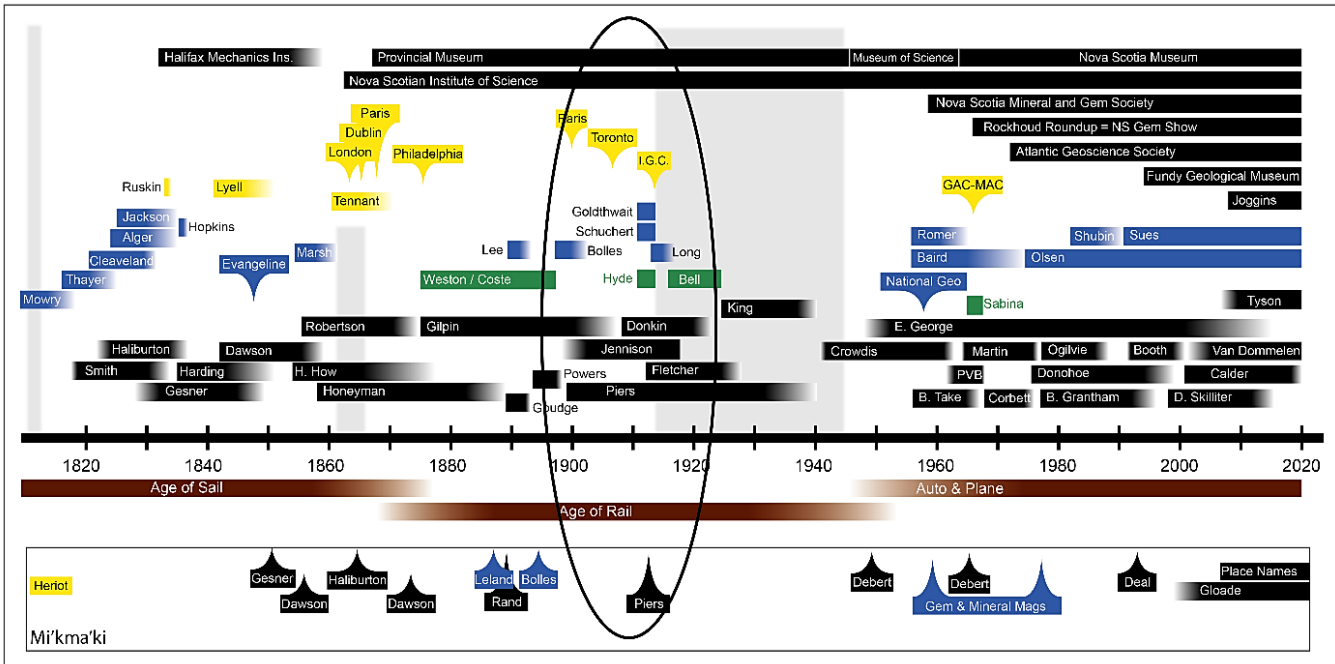 Halifax Mechanics Ins.
Provincial Museum
Museum of Science
Nova Scotia Museum
Nova Scotian Institute of Science
Nova Scotia Mineral and Gem Society
Paris
Paris
Rockhoud Roundup = NS Gem Show
Dublin
Toronto
London
Philadelphia
Atlantic Geoscience Society
I.G.C.
Fundy Geological Museum
Ruskin
Lyell
GAC-MAC
Tennant
Joggins
Jackson
Hopkins
Goldthwait
Alger
Schuchert
Romer
Shubin
Sues
Cleaveland
Evangeline
Marsh
Lee
Bolles
Long
Baird
Olsen
Thayer
Weston / Coste
Hyde
Bell
National Geo
Mowry
Sabina
Tyson
King
Robertson
Gilpin
Donkin
E. George
Haliburton
Dawson
Jennison
Crowdis
Martin
Ogilvie
Booth
Van Dommelen
Smith
Harding
H. How
Powers
Fletcher
PVB
Donohoe
Calder
Gesner
Honeyman
Goudge
Piers
B. Take
Corbett
B. Grantham
D. Skilliter
1820 1840 1860 1880 1900 1920 1940 1960 1980 2000 2020
Age of Sail
Auto & Plane
Age of Rail
Heriot
Gesner
Haliburton
Leland
Bolles
Debert
Debert
Deal
Place Names
Dawson
Dawson
Rand
Piers
Gem & Mineral Mags
Gloade
Mi'kma'ki